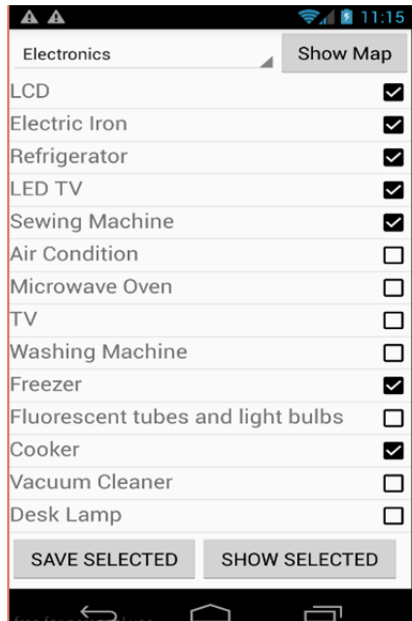 11:15
Electronics Show Map
LCD
Electric Iron
Refrigerator
LED TV
Sewing Machine
Air Condition
Microwave Oven
TV
Washing Machine
Freezer
Fluorescent tubes and light bulbs
Cooker
Vacuum Cleaner
Desk Lamp
SAVE SELECTED SHOW SELECTED